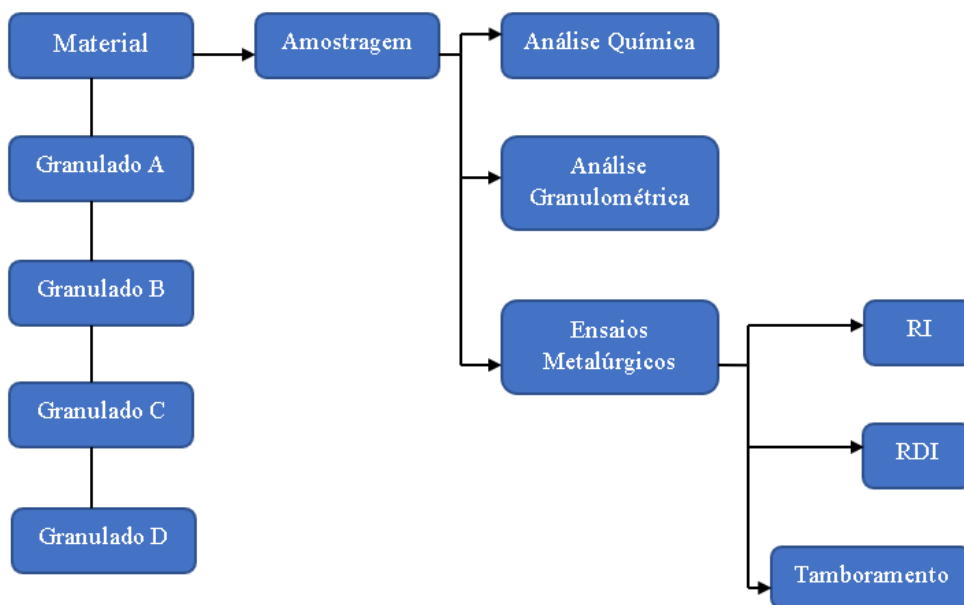 Material
Amostragem
Análise Química
Granulado A
Análise
Granulométrica
Granulado B
Ensaios
Metalúrgicos
RI
Granulado C
RDI
Granulado D
Tamboramento